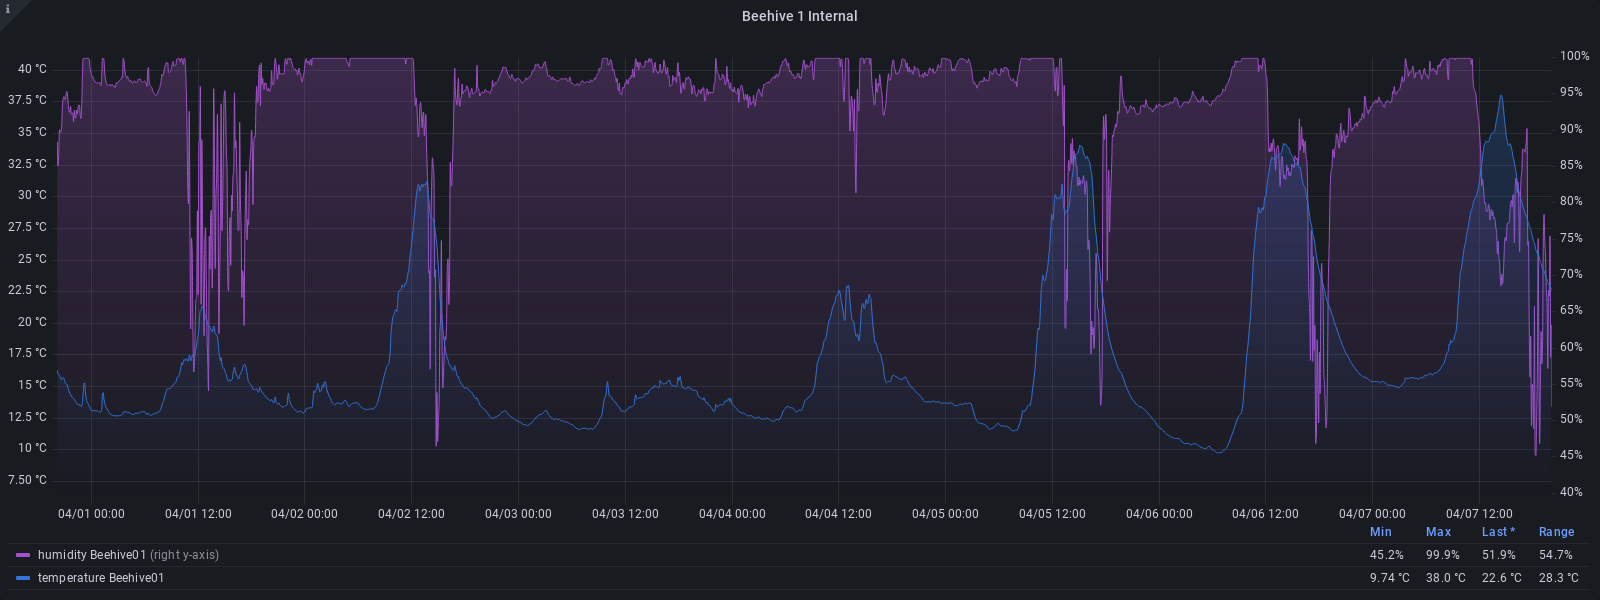 i
Beehive 1 Internal
40 °C
37.5 °C
35 °C
32.5 °C
30 °C
27.5 °C
25 °C
22.5 °C
20 °C
17.5 °C
15 °C
12.5 °C
10 °C
7.50 °C
100%
95%
90%
85%
80%
75%
70%
65%
60%
55%
50%
45%
40%
04/01 00:00 04/01 12:00 04/02 00:00 04/02 12:00 04/03 00:00 04/03 12:00 04/04 00:00 04/04 12:00 04/05 00:00 04/05 12:00 04/06 00:00 04/06 12:00 04/07 00:00 04/07 12:00
Min Max Last * Range
humidity Beehive01 (right y-axis) 45.2% 99.9% 51.9% 54.7%
temperature Beehive01 9.74 °C 38.0 °C 22.6 °C 28.3 °C